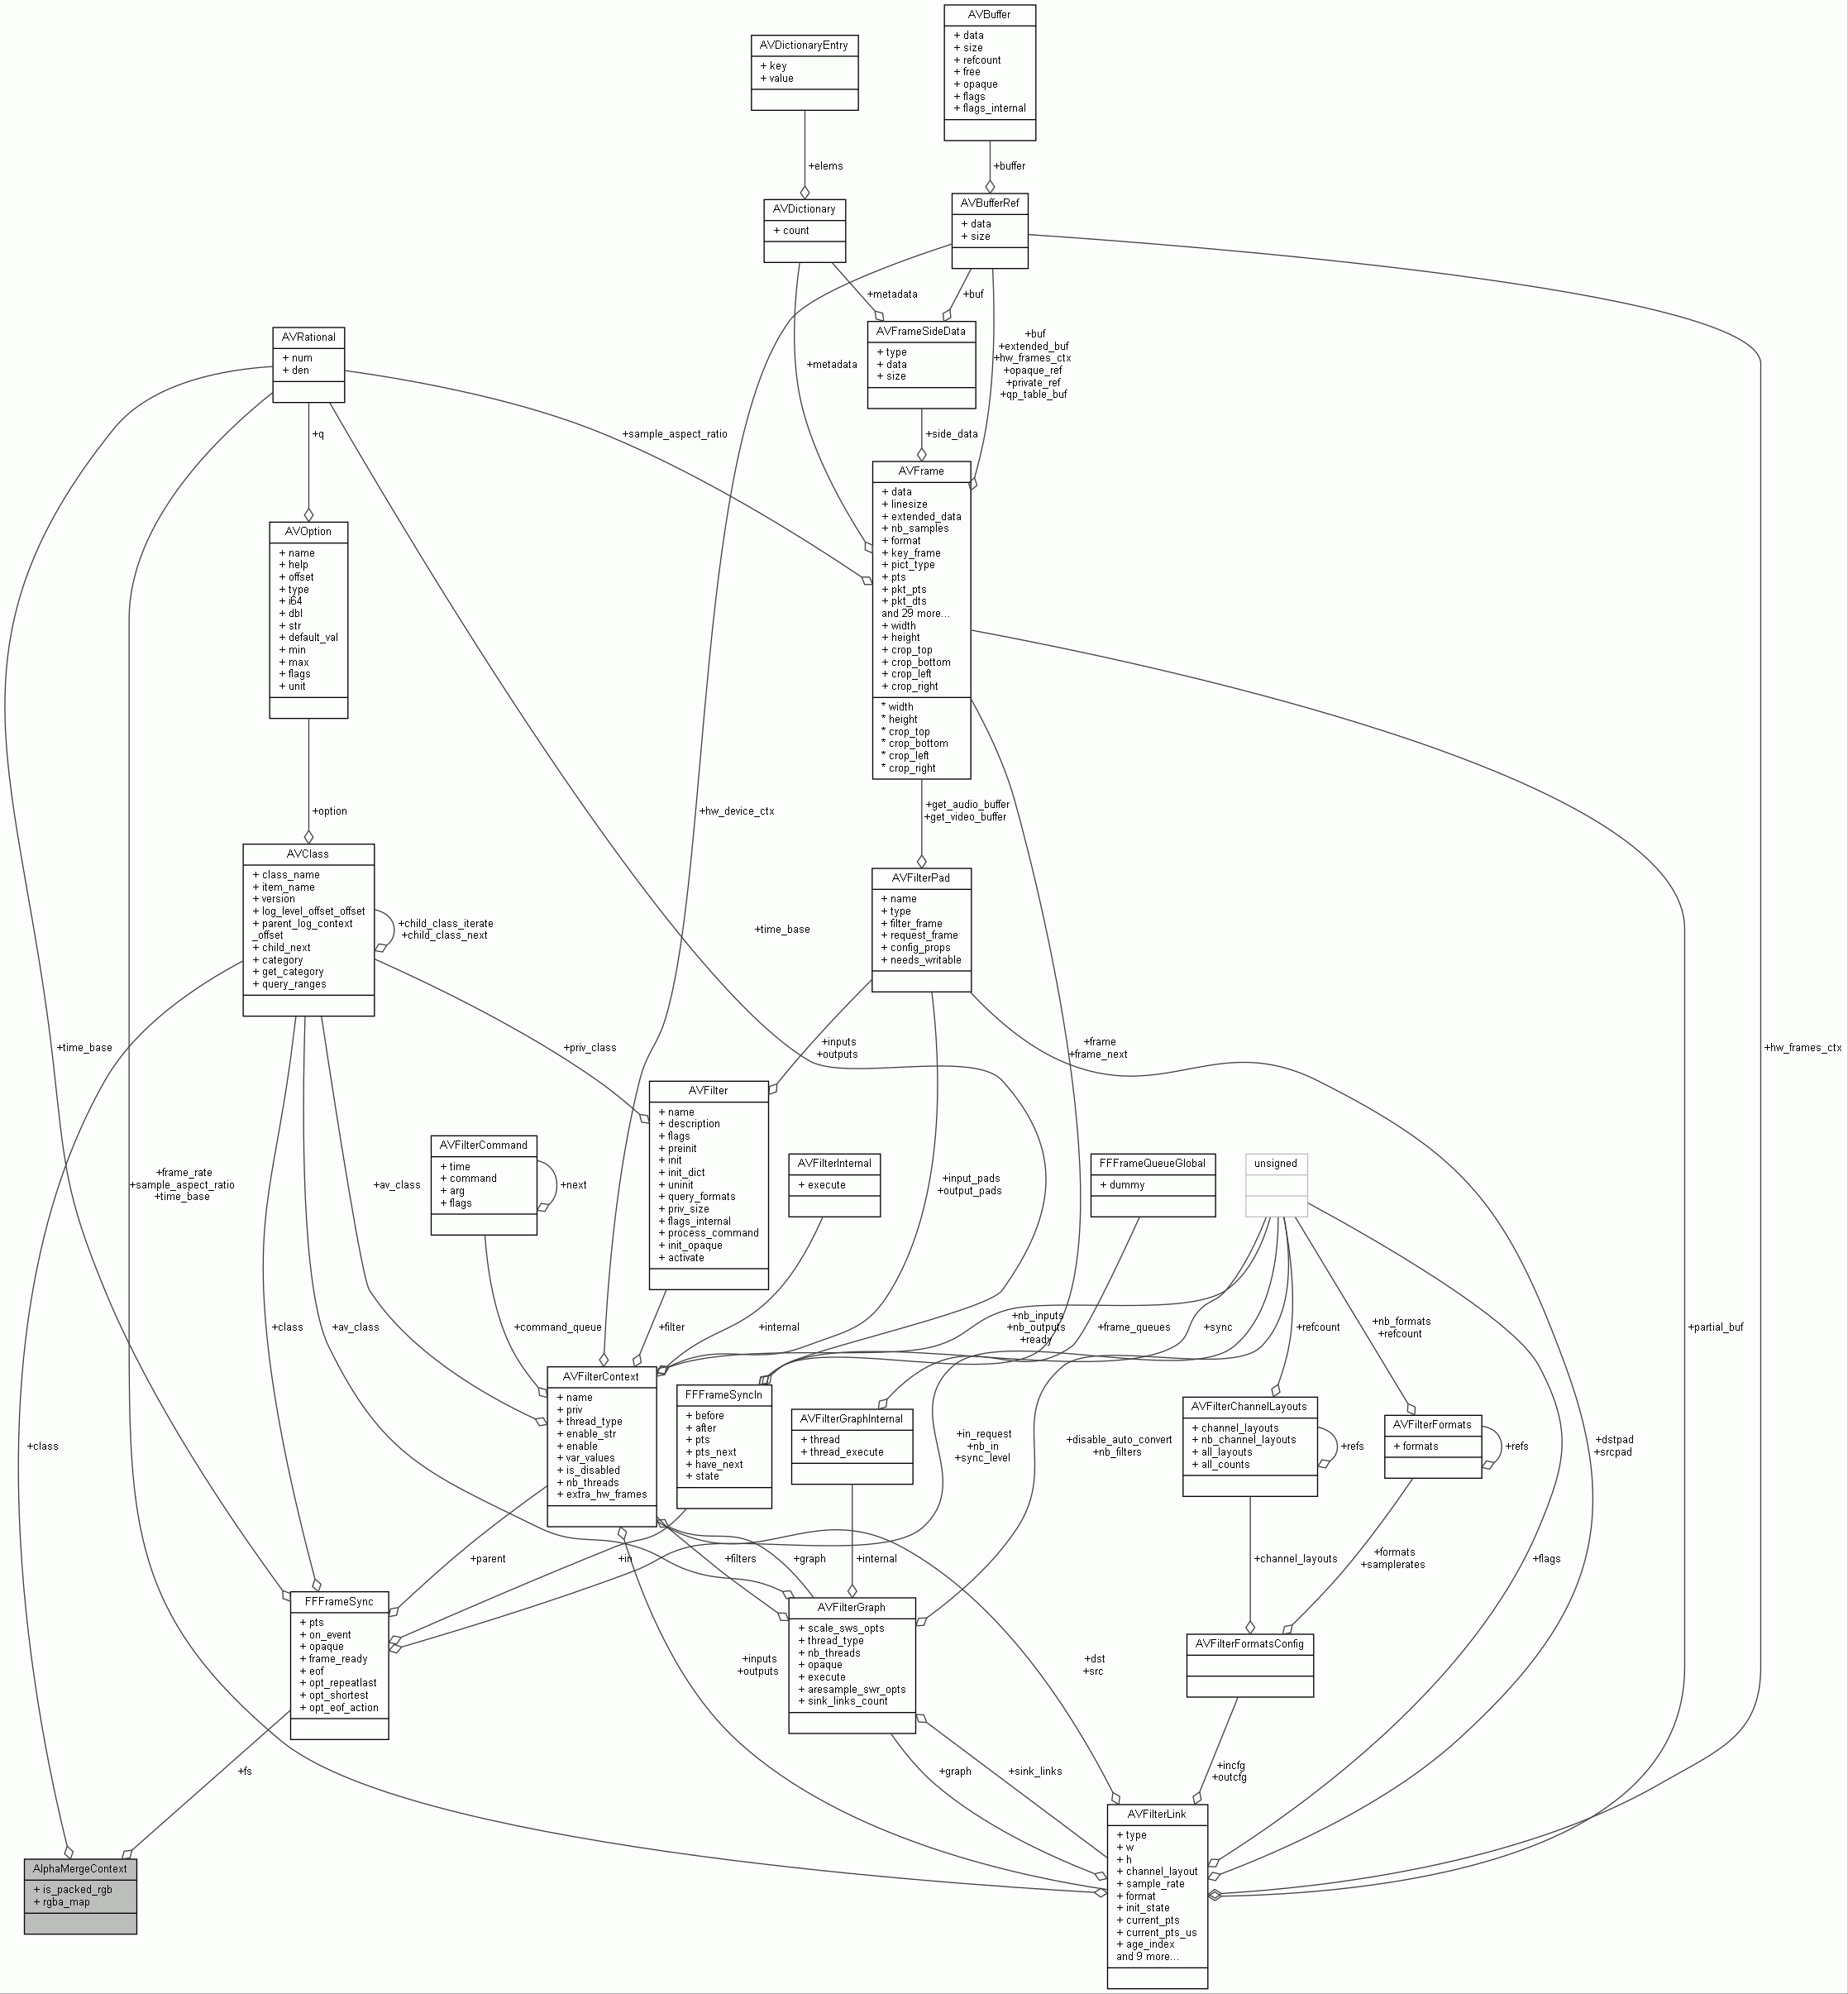 AVBuffer
+ data
+ size
+ refcount
+ free
+ opaque
+ flags
+ flags_internal
AVDictionaryEntry
+ key
+ value
+elems
+buffer
AVDictionary
+ count
AVBufferRef
+ data
+ size
+metadata
+buf
AVRational
+ num
+ den
AVFrameSideData
+ type
+ data
+ size
+metadata
+buf
+extended_buf
+hw_frames_ctx
+opaque_ref
+private_ref
+qp_table_buf
+q
+sample_aspect_ratio
+side_data
AVFrame
+ data
+ linesize
+ extended_data
+ nb_samples
+ format
+ key_frame
+ pict_type
+ pts
+ pkt_pts
+ pkt_dts
and 29 more...
+ width
+ height
+ crop_top
+ crop_bottom
+ crop_left
+ crop_right
* width
* height
* crop_top
* crop_bottom
* crop_left
* crop_right
AVOption
+ name
+ help
+ offset
+ type
+ i64
+ dbl
+ str
+ default_val
+ min
+ max
+ flags
+ unit
+option
+hw_device_ctx
+get_audio_buffer
+get_video_buffer
AVClass
+ class_name
+ item_name
+ version
+ log_level_offset_offset
+ parent_log_context
_offset
+ child_next
+ category
+ get_category
+ query_ranges
+child_class_iterate
+child_class_next
+time_base
AVFilterPad
+ name
+ type
+ filter_frame
+ request_frame
+ config_props
+ needs_writable
+time_base
+priv_class
+inputs
+outputs
+frame
+frame_next
+hw_frames_ctx
AVFilter
+ name
+ description
+ flags
+ preinit
+ init
+ init_dict
+ uninit
+ query_formats
+ priv_size
+ flags_internal
+ process_command
+ init_opaque
+ activate
+frame_rate
+sample_aspect_ratio
+time_base
+av_class
AVFilterCommand
+ time
+ command
+ arg
+ flags
+next
AVFilterInternal
+ execute
+input_pads
+output_pads
FFFrameQueueGlobal
+ dummy
unsigned
+class
+av_class
+command_queue
+filter
+internal
+nb_inputs
+nb_outputs
+ready
+frame_queues
+sync
+refcount
+nb_formats
+refcount
+partial_buf
AVFilterContext
+ name
+ priv
+ thread_type
+ enable_str
+ enable
+ var_values
+ is_disabled
+ nb_threads
+ extra_hw_frames
FFFrameSyncIn
+ before
+ after
+ pts
+ pts_next
+ have_next
+ state
AVFilterGraphInternal
+ thread
+ thread_execute
+in_request
+nb_in
+sync_level
+disable_auto_convert
+nb_filters
AVFilterChannelLayouts
+ channel_layouts
+ nb_channel_layouts
+ all_layouts
+ all_counts
+refs
AVFilterFormats
+ formats
+refs
+dstpad
+srcpad
+class
+parent
+in
+filters
+graph
+internal
+channel_layouts
+formats
+samplerates
+flags
FFFrameSync
+ pts
+ on_event
+ opaque
+ frame_ready
+ eof
+ opt_repeatlast
+ opt_shortest
+ opt_eof_action
+inputs
+outputs
AVFilterGraph
+ scale_sws_opts
+ thread_type
+ nb_threads
+ opaque
+ execute
+ aresample_swr_opts
+ sink_links_count
+dst
+src
AVFilterFormatsConfig
+fs
+graph
+sink_links
+incfg
+outcfg
AlphaMergeContext
+ is_packed_rgb
+ rgba_map
AVFilterLink
+ type
+ w
+ h
+ channel_layout
+ sample_rate
+ format
+ init_state
+ current_pts
+ current_pts_us
+ age_index
and 9 more...